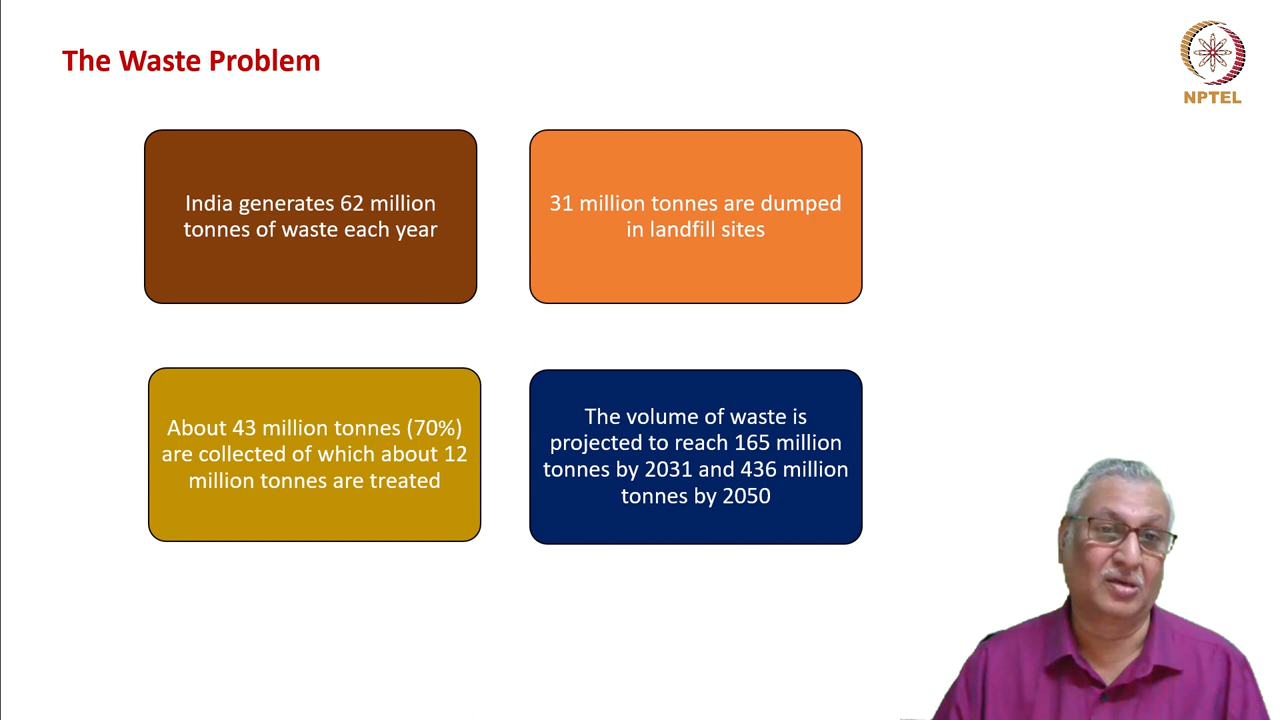 The Waste Problem
NPTEL
India generates 62 million
tonnes of waste each year
31 million tonnes are dumped
in landfill sites
About 43 million tonnes (70%)
are collected of which about 12
million tonnes are treated
The volume of waste is
projected to reach 165 million
tonnes by 2031 and 436 million
tonnes by 2050